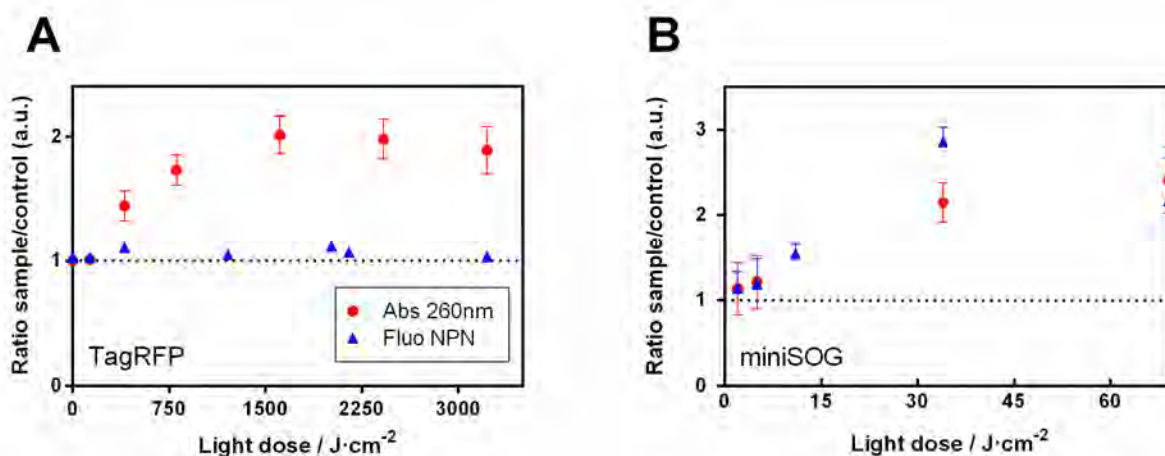 A
Ratio sample/control (a.u.)
2
1
0
Abs 260nm
Fluo NPN
TagRFP
0 750 1500 2250 3000
Light dose / J·cm⁻²
B
Ratio sample/control (a.u.)
3
2
1
0
miniSOG
0 15 30 45 60
Light dose / J·cm⁻²